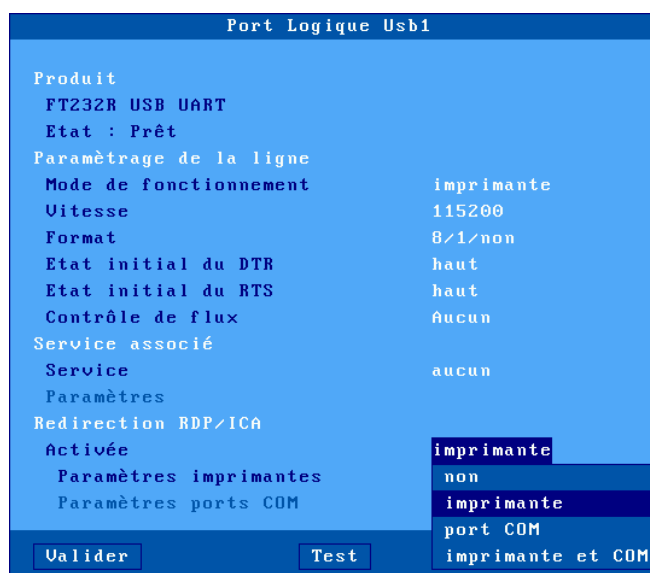 Port Logique Usb1
Produit
FT232R USB UART
Etat : Prêt
Paramètrage de la ligne
Mode de fonctionnement imprimante
Vitesse 115200
Format 8/1/non
Etat initial du DTR haut
Etat initial du RTS haut
Contrôle de flux Aucun
Service associé
Service aucun
Paramètres
Redirection RDP/ICA
Activée imprimante
Paramètres imprimantes non
Paramètres ports COM imprimante
port COM
Valider Test imprimante et COM